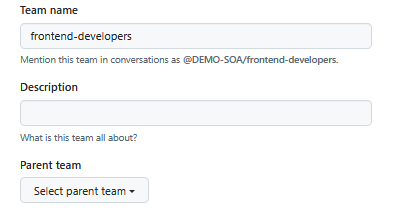 Team name
frontend-developers
Mention this team in conversations as @DEMO-SOA/frontend-developers.
Description
What is this team all about?
Parent team
Select parent team